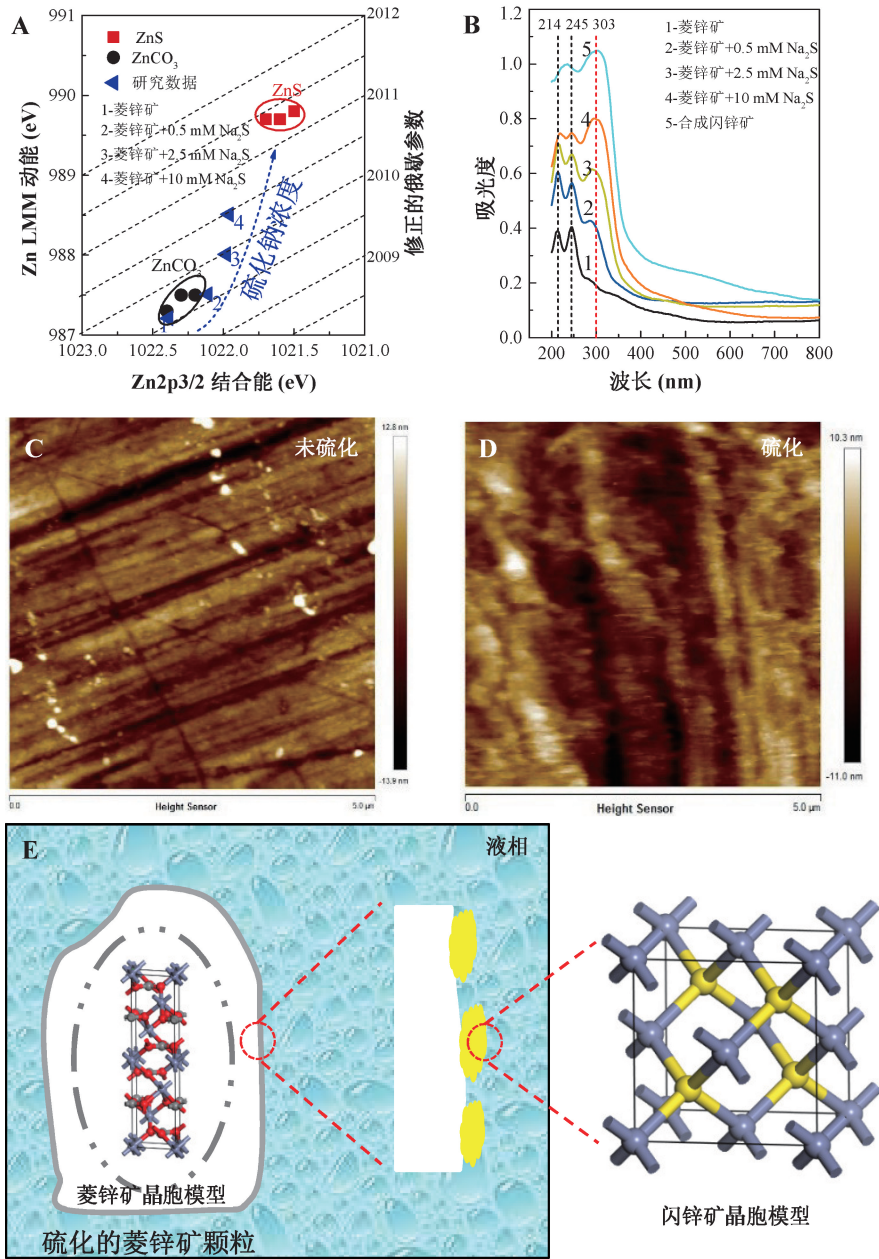 A
991
990
989
988
987
Zn LMM 动能 (eV)
ZnS
ZnCO3
研究数据
1-菱锌矿
2-菱锌矿+0.5 mM Na2S
3-菱锌矿+2.5 mM Na2S
4-菱锌矿+10 mM Na2S
ZnS
ZnCO3
硫化钠浓度
4
3
2
2012
2011
2010
2009
修正的俄歇参数
1023.0
1022.5
1022.0
1021.5
1021.0
Zn2p3/2 结合能 (eV)
B
214
245
303
1.2
1.0
0.8
0.6
0.4
0.2
0.0
吸光度
5
4
3
2
1
1-菱锌矿
2-菱锌矿+0.5 mM Na2S
3-菱锌矿+2.5 mM Na2S
4-菱锌矿+10 mM Na2S
5-合成闪锌矿
200
300
400
500
600
700
800
波长 (nm)
C
未硫化
12.8 nm
-13.9 nm
0.0
Height Sensor
5.0 μm
D
硫化
10.3 nm
-11.0 nm
0.0
Height Sensor
5.0 μm
E
液相
菱锌矿晶胞模型
硫化的菱锌矿颗粒
闪锌矿晶胞模型